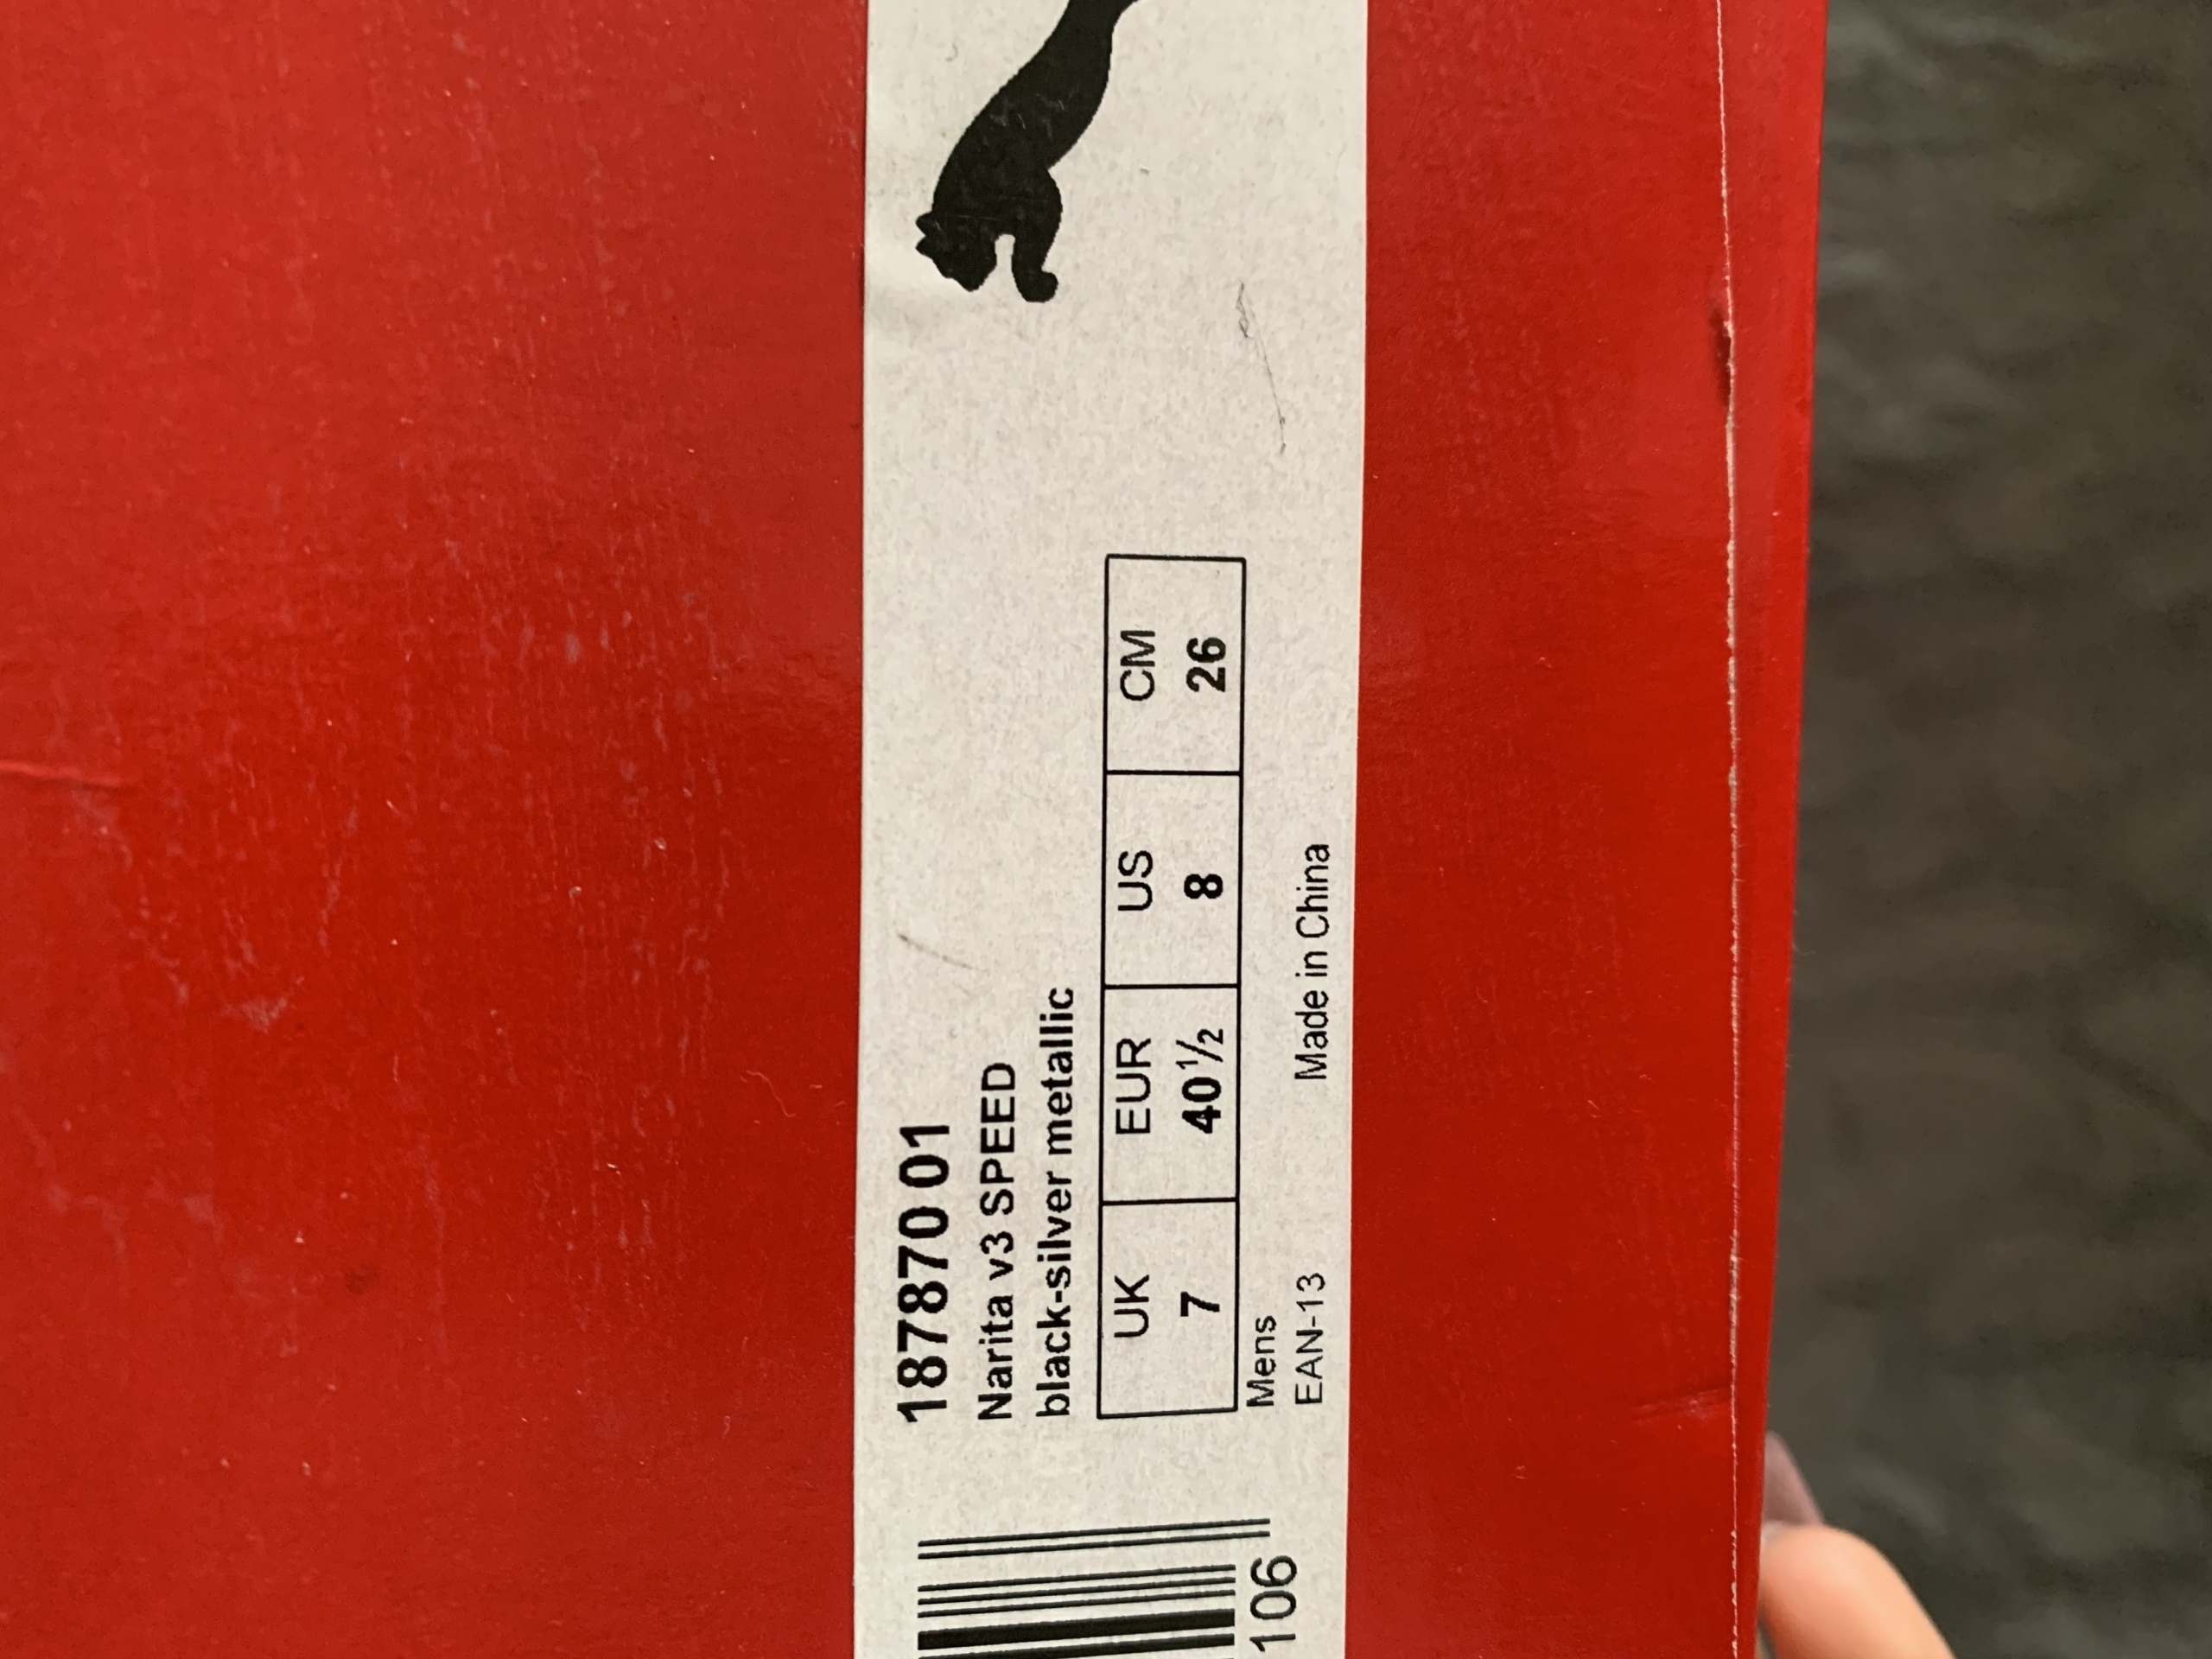 187870 01
Narita v3 SPEED
black-silver metallic
UK EUR US CM
7 40½ 8 26
Mens
EAN-13 Made in China
106